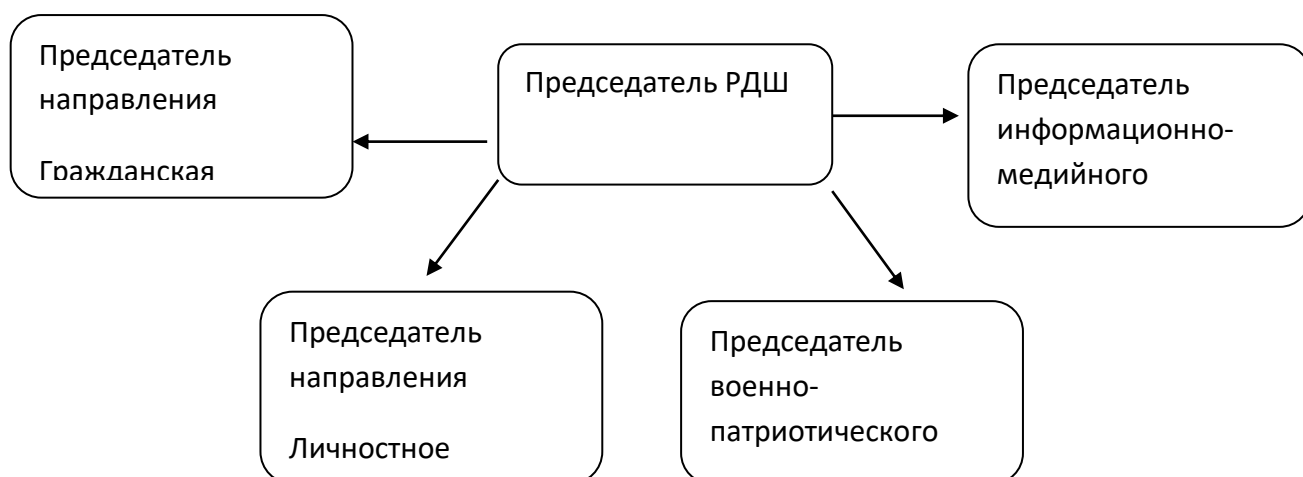 Председатель
направления
Гражданская
Председатель РДШ
Председатель
информационно-
медийного
Председатель
направления
Личностное
Председатель
военно-
патриотического